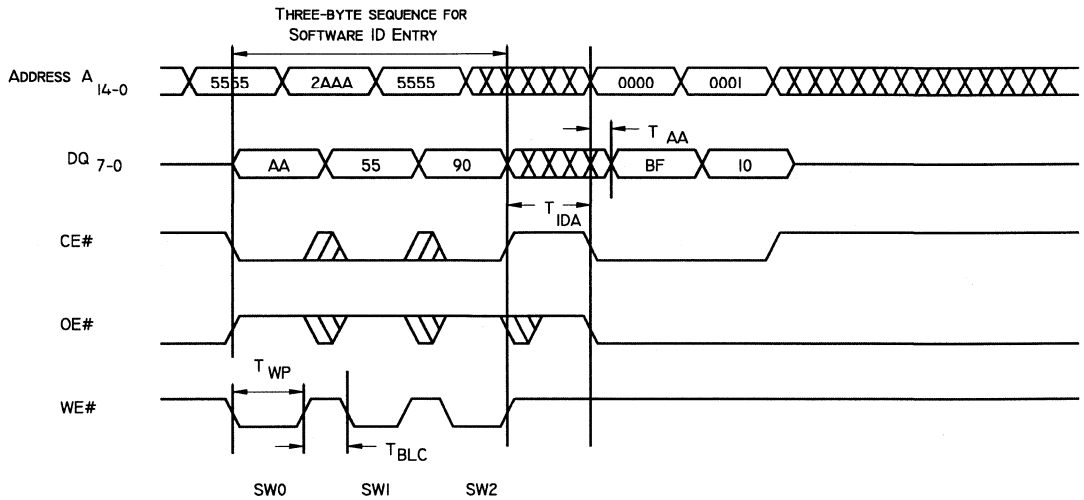 THREE-BYTE SEQUENCE FOR
SOFTWARE ID ENTRY
ADDRESS A14-0
5555 2AAA 5555 0000 0001
TAA
DQ7-0
AA 55 90 BF 10
TIDA
CE#
OE#
TWP
WE#
TBLC
SW0 SW1 SW2